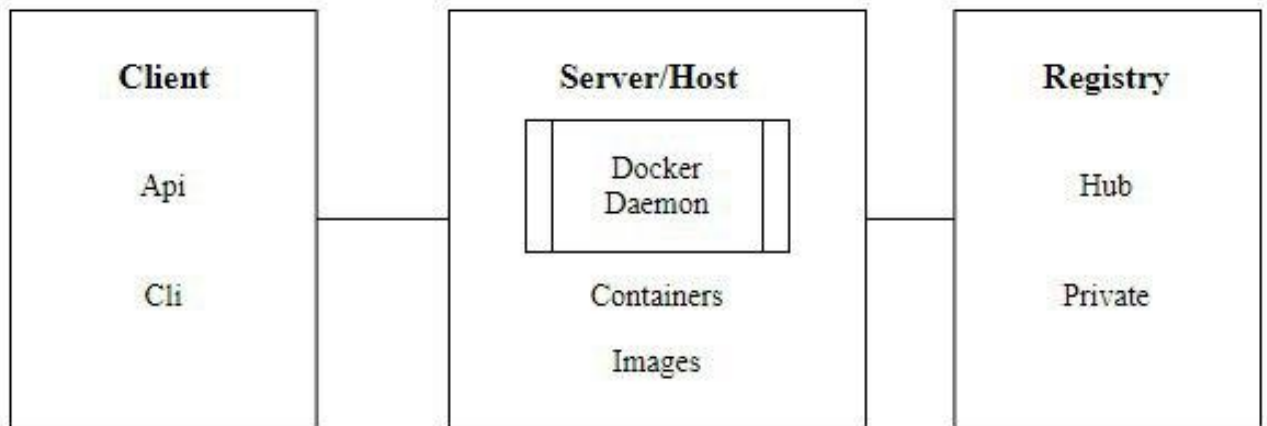 Client
Api
Cli
Server/Host
Docker
Daemon
Containers
Images
Registry
Hub
Private